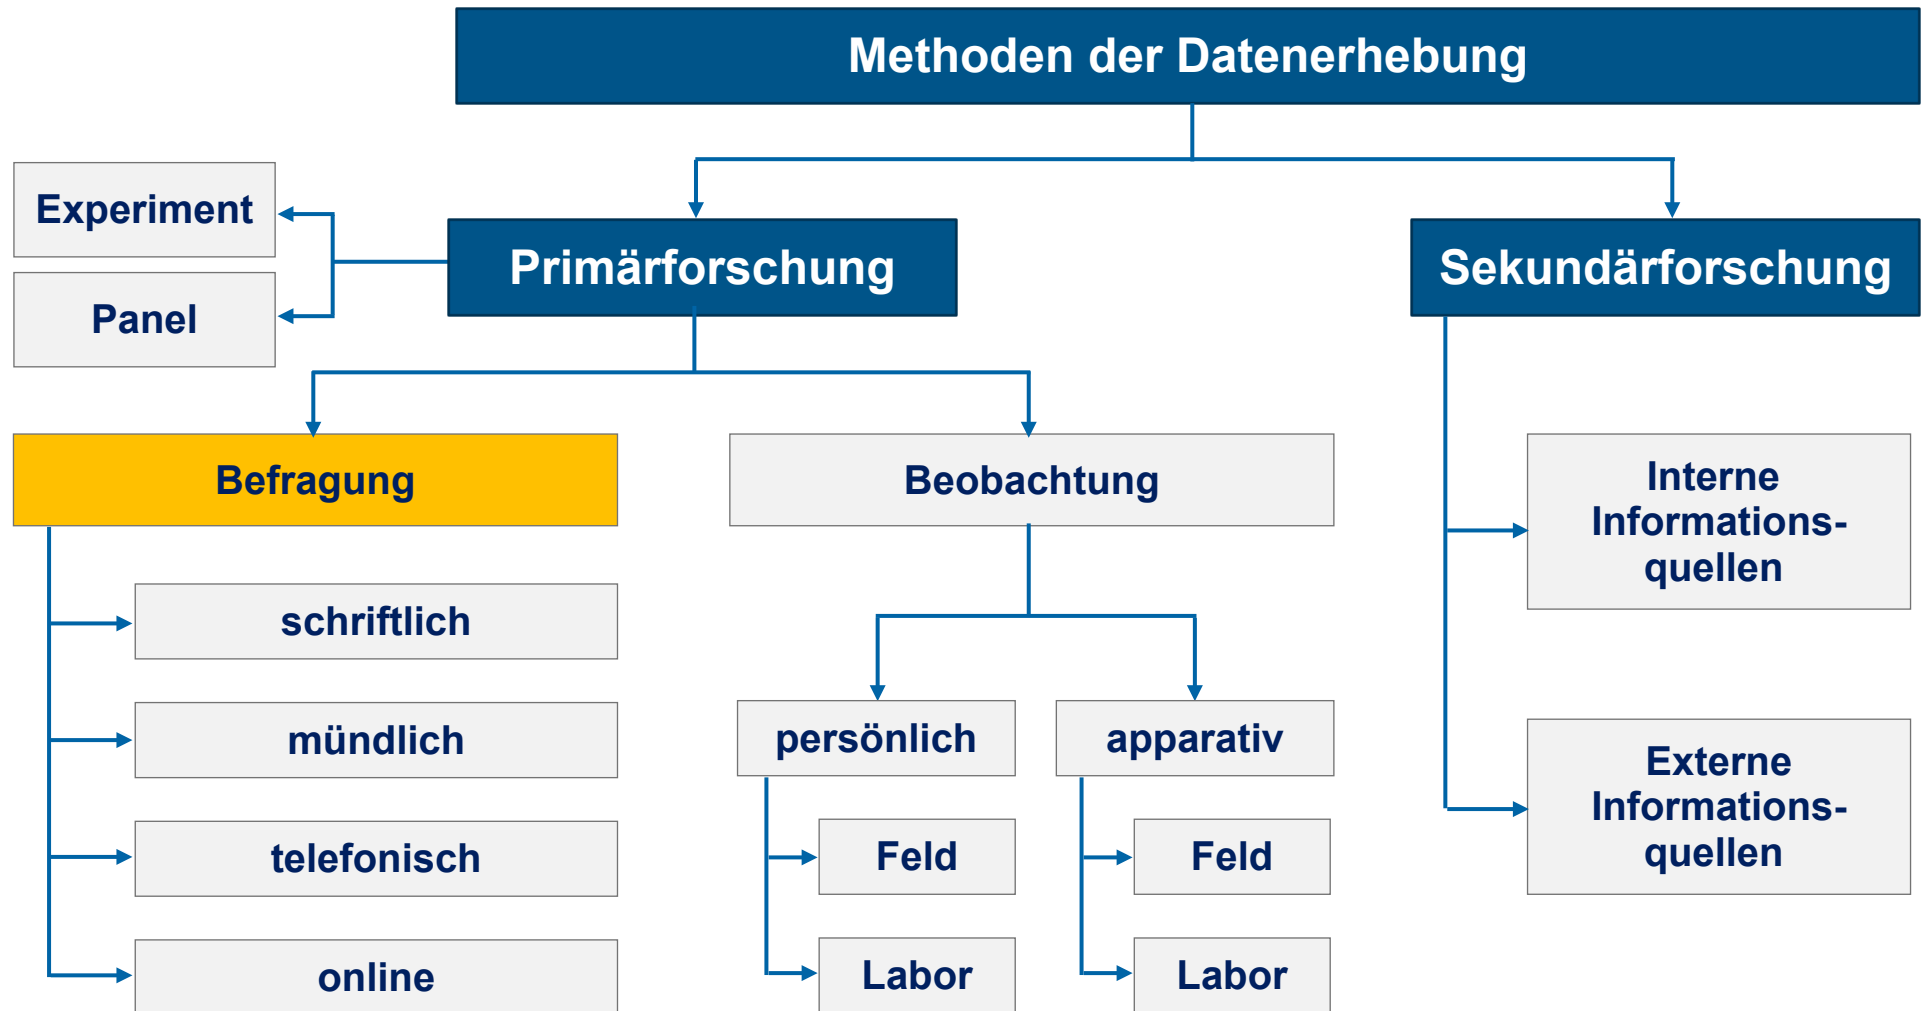 Methoden der Datenerhebung
Experiment
Panel
Primärforschung
Sekundärforschung
Befragung
schriftlich
mündlich
telefonisch
online
Beobachtung
persönlich
Feld
Labor
apparativ
Feld
Labor
Interne
Informations-
quellen
Externe
Informations-
quellen